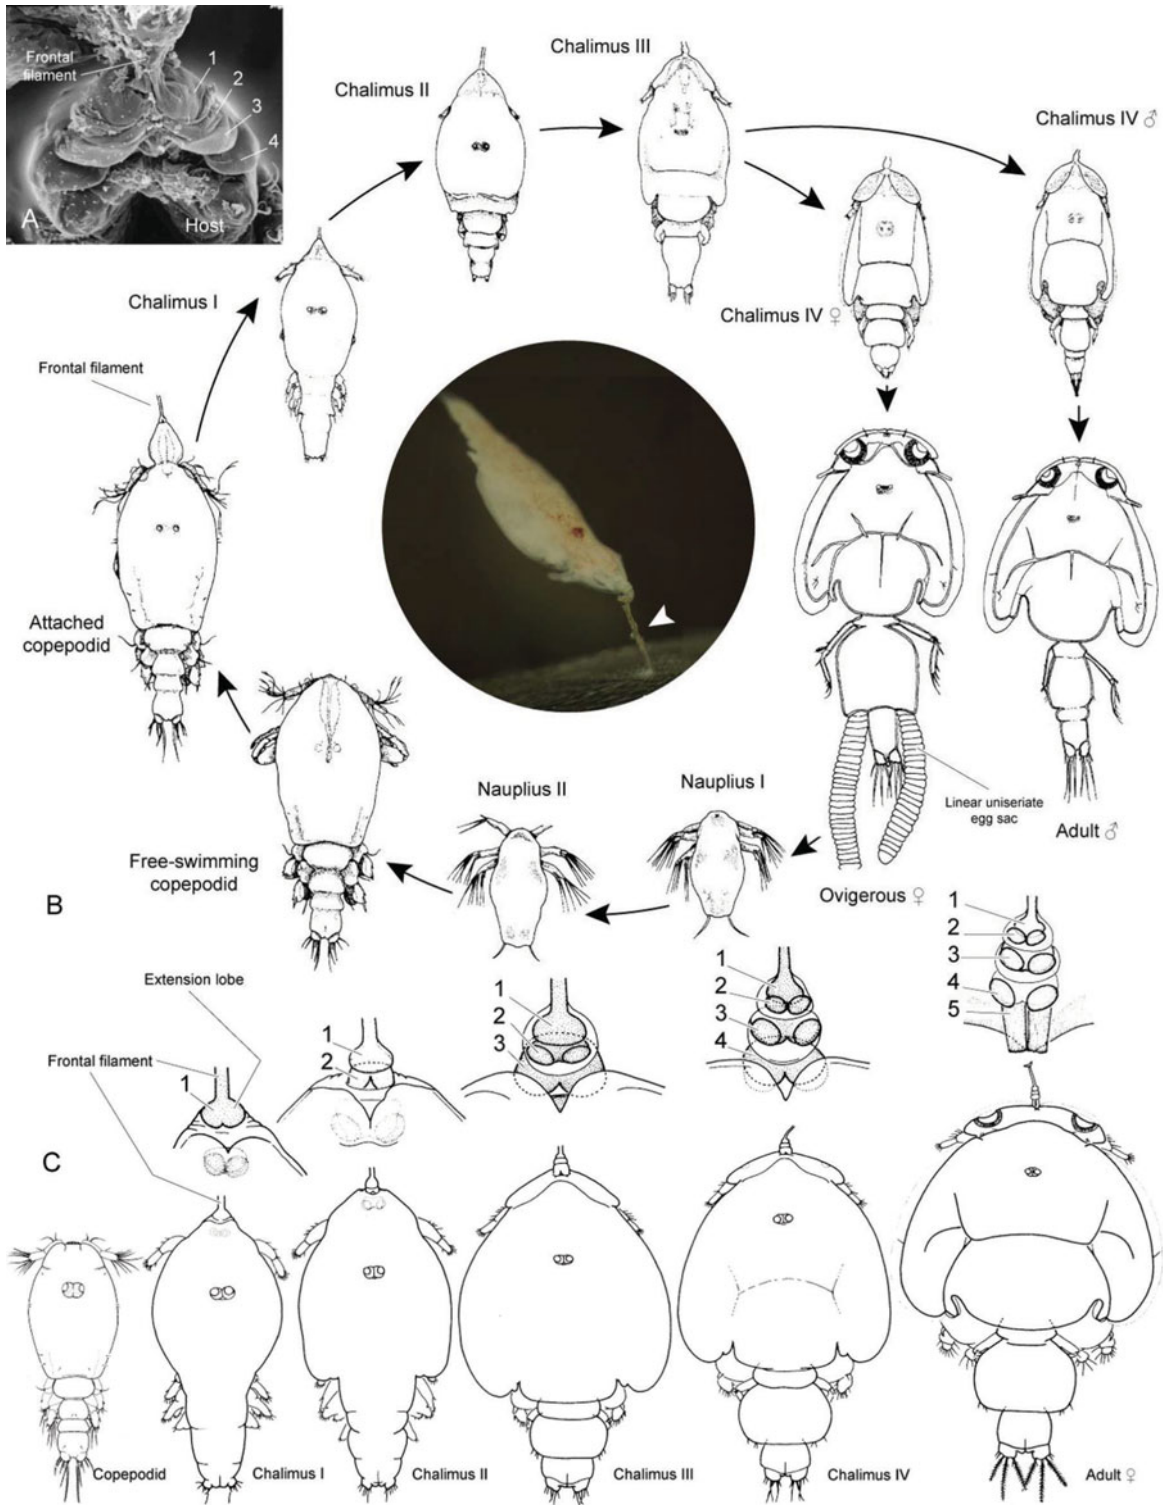 Frontal
filament
1
2
3
4
A
Host
Chalimus III
Chalimus II
Chalimus IV ♂
Chalimus I
Chalimus IV ♀
Frontal filament
Attached
copepodid
Nauplius II
Nauplius I
Linear uniseriate
egg sac
Adult ♂
Free-swimming
copepodid
Ovigerous ♀
B
Extension lobe
Frontal filament
1
1
2
1
2
3
1
2
3
4
1
2
3
4
5
C
Copepodid
Chalimus I
Chalimus II
Chalimus III
Chalimus IV
Adult ♀